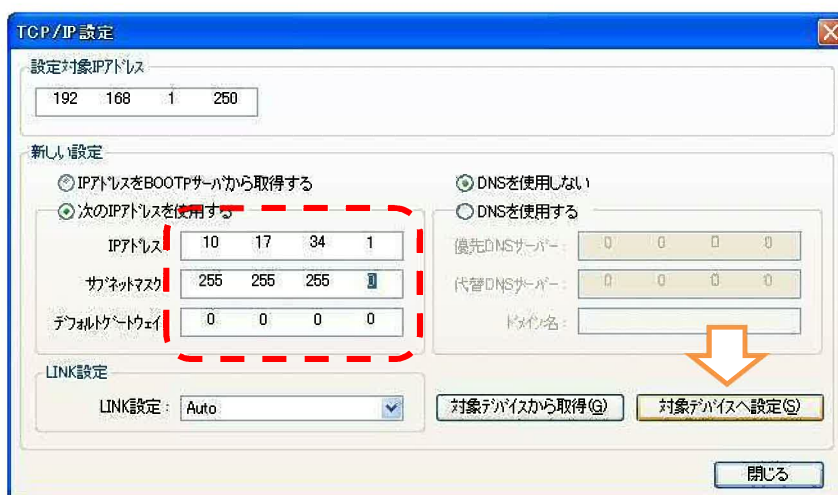 TCP/IP設定
設定対象IPアドレス
192 168 1 250
新しい設定
IPアドレスをBOOTPサーバから取得する
DNSを使用しない
次のIPアドレスを使用する
DNSを使用する
IPアドレス 10 17 34 1
優先DNSサーバー: 0 0 0 0
サブネットマスク 255 255 255 0
代替DNSサーバー: 0 0 0 0
デフォルトゲートウェイ 0 0 0 0
ドメイン名:
LINK設定
LINK設定: Auto
対象デバイスから取得(G)
対象デバイスへ設定(S)
閉じる